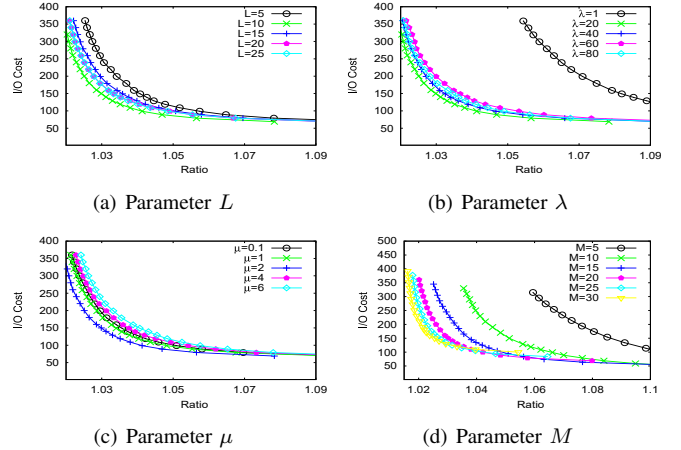 400
350
300
250
200
150
100
50
I/O Cost
1.03
1.05
1.07
1.09
Ratio
L=5
L=10
L=15
L=20
L=25
(a) Parameter L
400
350
300
250
200
150
100
50
I/O Cost
1.03
1.05
1.07
1.09
Ratio
λ=1
λ=20
λ=40
λ=60
λ=80
(b) Parameter λ
400
350
300
250
200
150
100
50
I/O Cost
1.03
1.05
1.07
1.09
Ratio
μ=0.1
μ=1
μ=2
μ=4
μ=6
(c) Parameter μ
500
450
400
350
300
250
200
150
100
50
I/O Cost
1.02
1.04
1.06
1.08
1.1
Ratio
M=5
M=10
M=15
M=20
M=25
M=30
(d) Parameter M